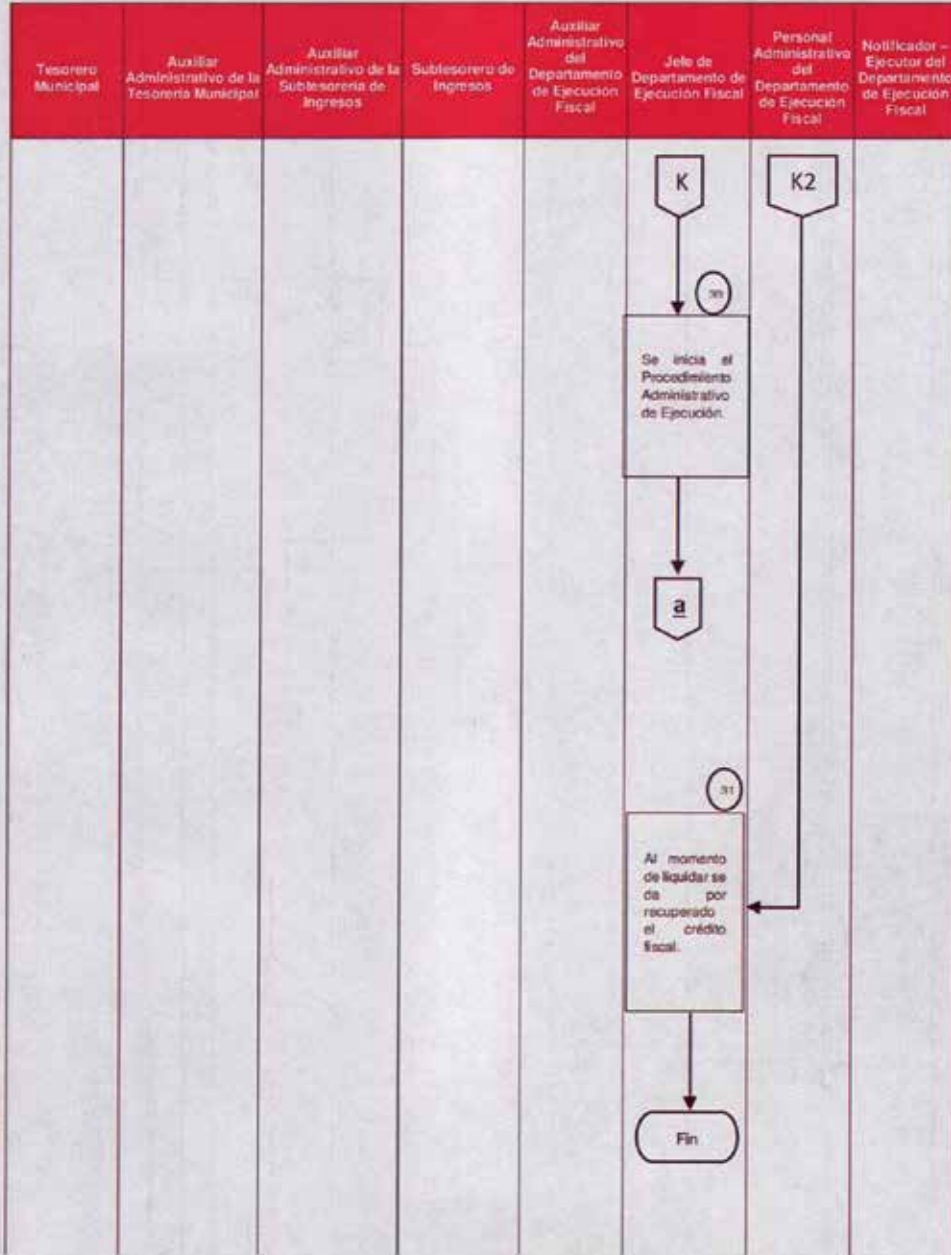 Tesorero
Municipal
Auxiliar
Administrativo de la
Tesorería Municipal
Auxiliar
Administrativo de la
Subtesorería de
Ingresos
Subtesorero de
Ingresos
Auxiliar
Administrativo
del
Departamento
de Ejecución
Fiscal
Jefe de
Departamento de
Ejecución Fiscal
Personal
Administrativo
del
Departamento
de Ejecución
Fiscal
Notificador -
Ejecutor del
Departamento
de Ejecución
Fiscal
K
K2
Se inicia el
Procedimiento
Administrativo
de Ejecución.
a
31
Al momento
de liquidar se
da por
recuperado
el crédito
fiscal.
Fin